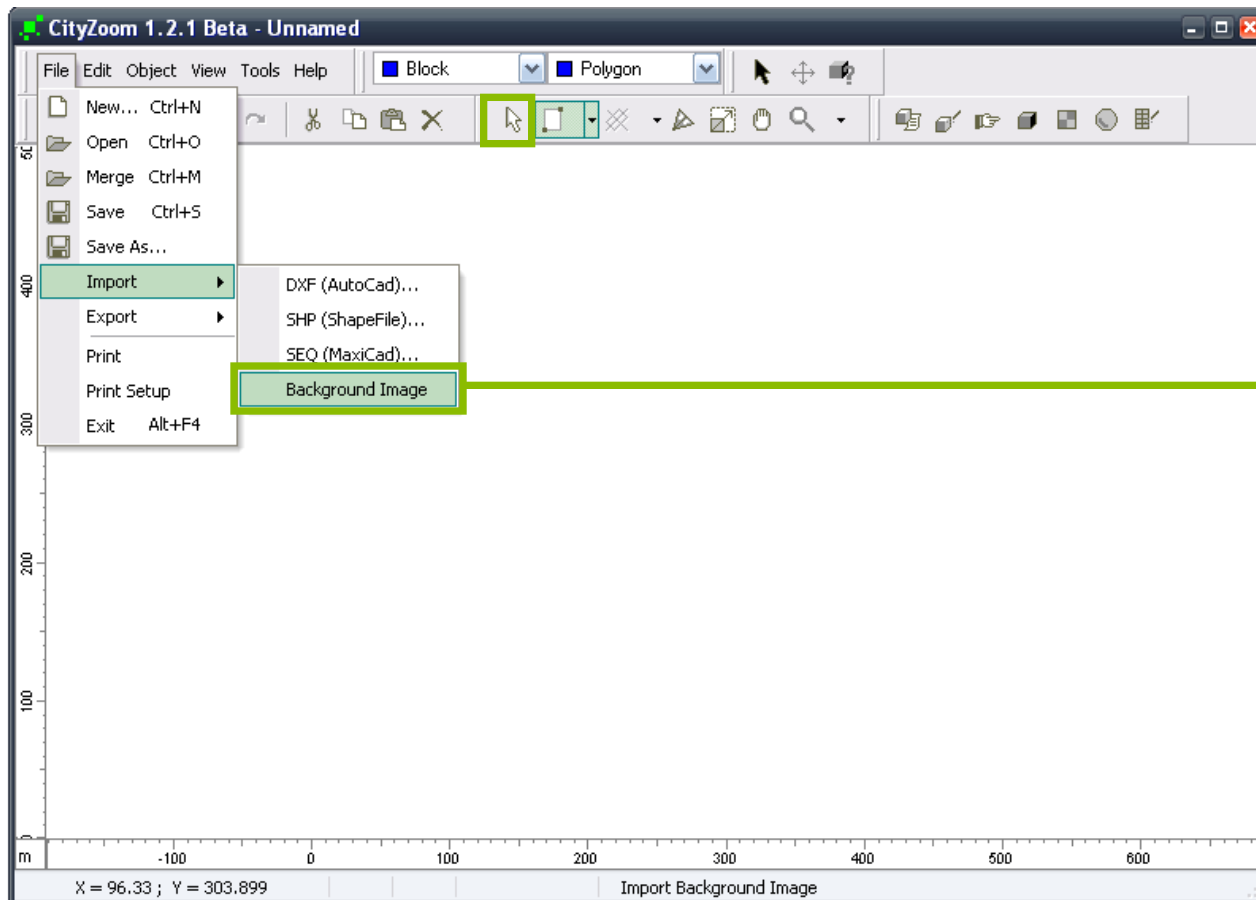 CityZoom 1.2.1 Beta - Unnamed
File Edit Object View Tools Help Block Polygon
New... Ctrl+N
Open Ctrl+O
Merge Ctrl+M
Save Ctrl+S
Save As...
Import
Export
Print
Print Setup
Exit Alt+F4
DXF (AutoCad)...
SHP (ShapeFile)...
SEQ (MaxiCad)...
Background Image
400
300
200
100
m -100 0 100 200 300 400 500 600
X = 96.33 ; Y = 303.899 Import Background Image